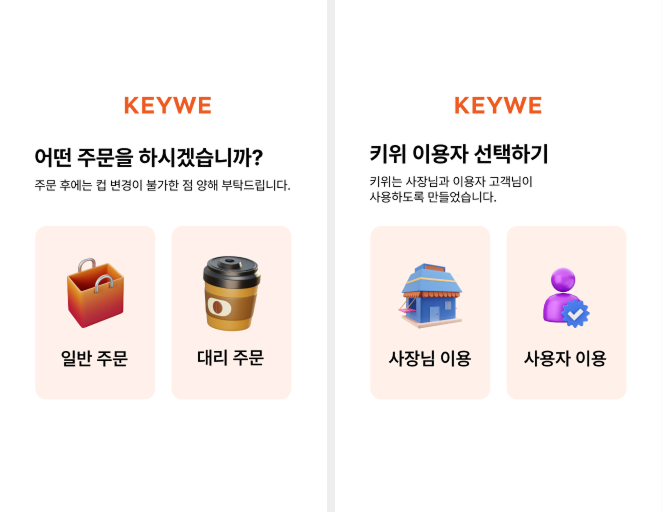 KEYWE
어떤 주문을 하시겠습니까?
주문 후에는 컵 변경이 불가한 점 양해 부탁드립니다.
일반 주문
대리 주문
KEYWE
키위 이용자 선택하기
키위는 사장님과 이용자 고객님이
사용하도록 만들었습니다.
사장님 이용
사용자 이용